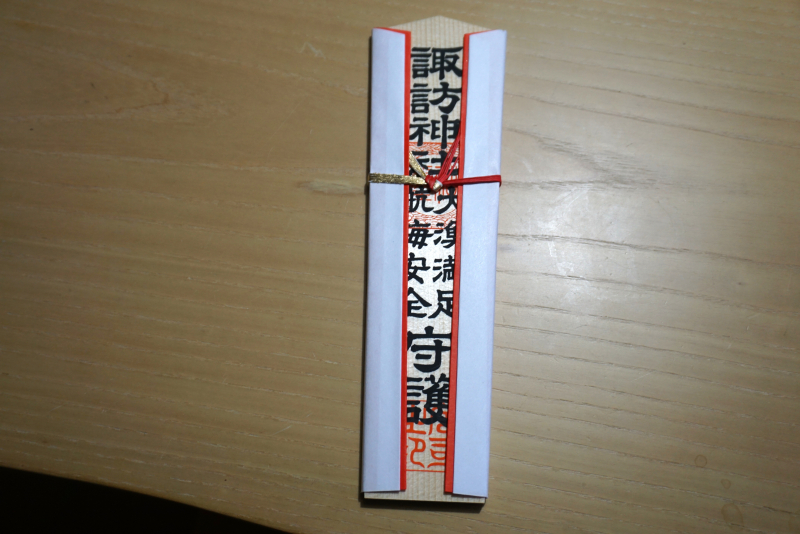 諏訪神社
大漁満足
航海安全
守護